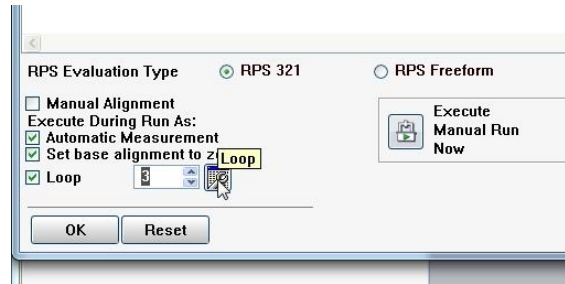 RPS Evaluation Type RPS 321 RPS Freeform
Manual Alignment
Execute During Run As:
Automatic Measurement
Set base alignment to
Loop
Loop 3
Execute
Manual Run
Now
OK Reset